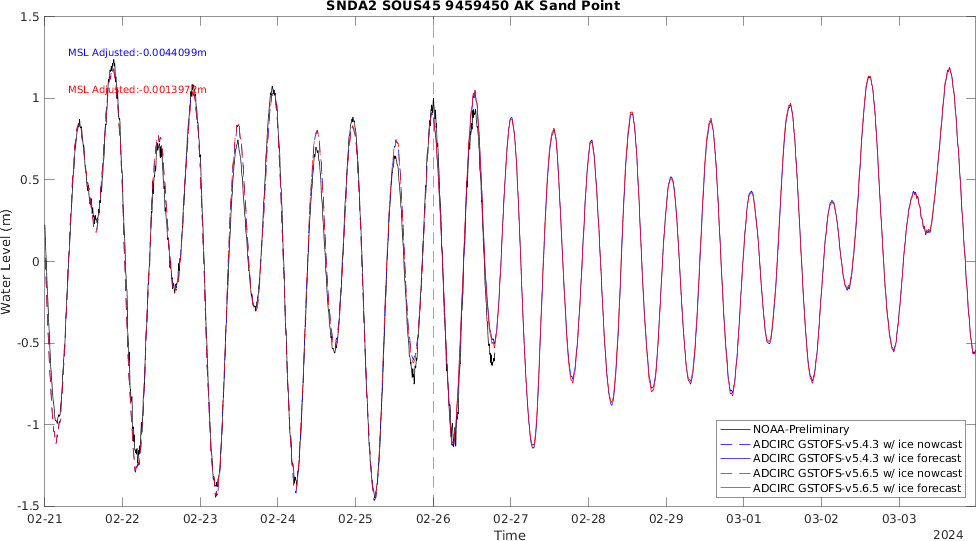 SNDA2 SOUS45 9459450 AK Sand Point
1.5
MSL Adjusted:-0.0044099m
1
MSL Adjusted:-0.0013972m
0.5
0
Water Level (m)
-0.5
-1
NOAA-Preliminary
ADCIRC GSTOFS-v5.4.3 w/ ice nowcast
ADCIRC GSTOFS-v5.4.3 w/ ice forecast
ADCIRC GSTOFS-v5.6.5 w/ ice nowcast
ADCIRC GSTOFS-v5.6.5 w/ ice forecast
-1.5
02-21 02-22 02-23 02-24 02-25 02-26 02-27 02-28 02-29 03-01 03-02 03-03
Time
2024